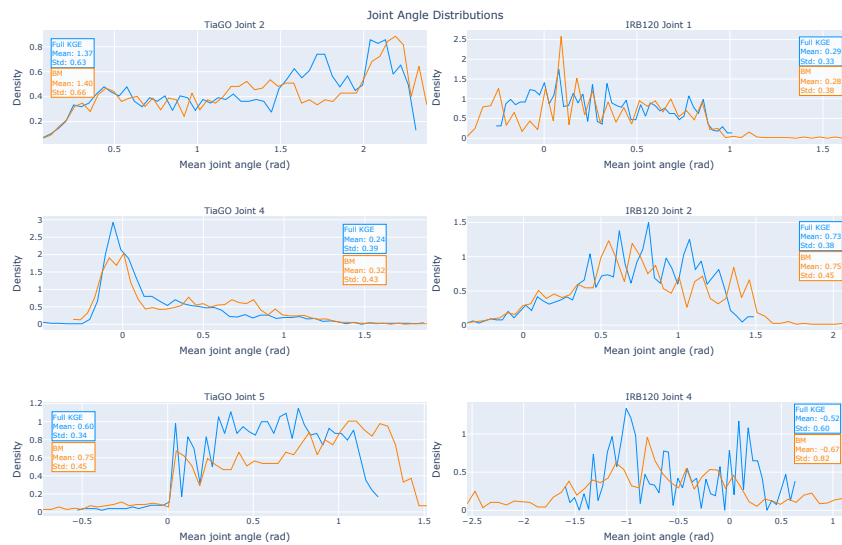 Joint Angle Distributions
TiaGO Joint 2
Full KGE
Mean: 1.37
Std: 0.63
BM
Mean: 1.40
Std: 0.66
Density
0.8
0.6
0.4
0.2
0.5
1
1.5
2
Mean joint angle (rad)
IRB120 Joint 1
Full KGE
Mean: 0.29
Std: 0.33
BM
Mean: 0.28
Std: 0.38
Density
2.5
2
1.5
1
0.5
0
0
0.5
1
1.5
Mean joint angle (rad)
TiaGO Joint 4
Full KGE
Mean: 0.24
Std: 0.39
BM
Mean: 0.32
Std: 0.43
Density
3
2.5
2
1.5
1
0.5
0
0
0.5
1
1.5
Mean joint angle (rad)
IRB120 Joint 2
Full KGE
Mean: 0.73
Std: 0.38
BM
Mean: 0.75
Std: 0.45
Density
1.5
1
0.5
0
0
0.5
1
1.5
2
Mean joint angle (rad)
TiaGO Joint 5
Full KGE
Mean: 0.60
Std: 0.34
BM
Mean: 0.75
Std: 0.45
Density
1.2
1
0.8
0.6
0.4
0.2
0
−0.5
0
0.5
1
1.5
Mean joint angle (rad)
IRB120 Joint 4
Full KGE
Mean: -0.52
Std: 0.60
BM
Mean: -0.67
Std: 0.82
Density
1
0.5
0
−2.5
−2
−1.5
−1
−0.5
0
0.5
1
Mean joint angle (rad)